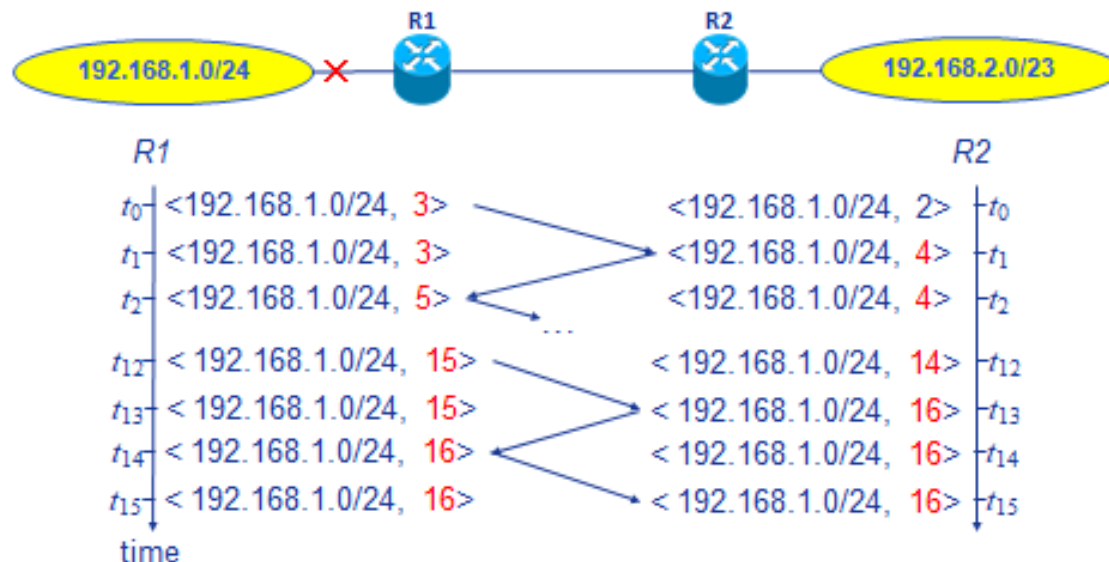 R1 R2
192.168.1.0/24 192.168.2.0/23
R1 R2
t0 <192.168.1.0/24, 3> <192.168.1.0/24, 2> t0
t1 <192.168.1.0/24, 3> <192.168.1.0/24, 4> t1
t2 <192.168.1.0/24, 5> <192.168.1.0/24, 4> t2
...
t12 < 192.168.1.0/24, 15> < 192.168.1.0/24, 14> t12
t13 < 192.168.1.0/24, 15> < 192.168.1.0/24, 16> t13
t14 < 192.168.1.0/24, 16> < 192.168.1.0/24, 16> t14
t15 < 192.168.1.0/24, 16> < 192.168.1.0/24, 16> t15
time